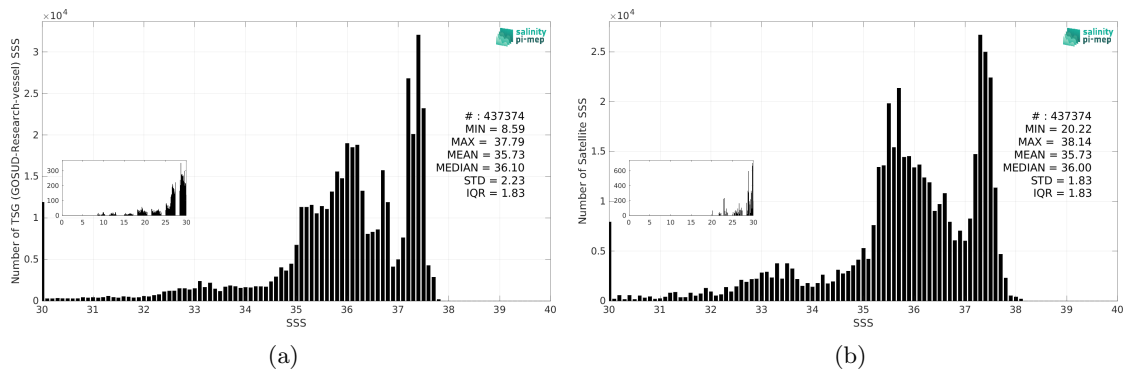 ×10⁴
3
2.5
2
1.5
1
0.5
0
Number of TSG (GOSUD-Research-vessel) SSS
salinity
pi-mep
# : 437374
MIN = 8.59
MAX = 37.79
MEAN = 35.73
MEDIAN = 36.10
STD = 2.23
IQR = 1.83
300
200
100
0
0 5 10 15 20 25 30
30 31 32 33 34 35 36 37 38 39 40
SSS
(a)
×10⁴
2.5
2
1.5
1
0.5
0
Number of Satellite SSS
salinity
pi-mep
# : 437374
MIN = 20.22
MAX = 38.14
MEAN = 35.73
MEDIAN = 36.00
STD = 1.83
IQR = 1.83
600
400
200
0
0 5 10 15 20 25 30
30 31 32 33 34 35 36 37 38 39 40
SSS
(b)